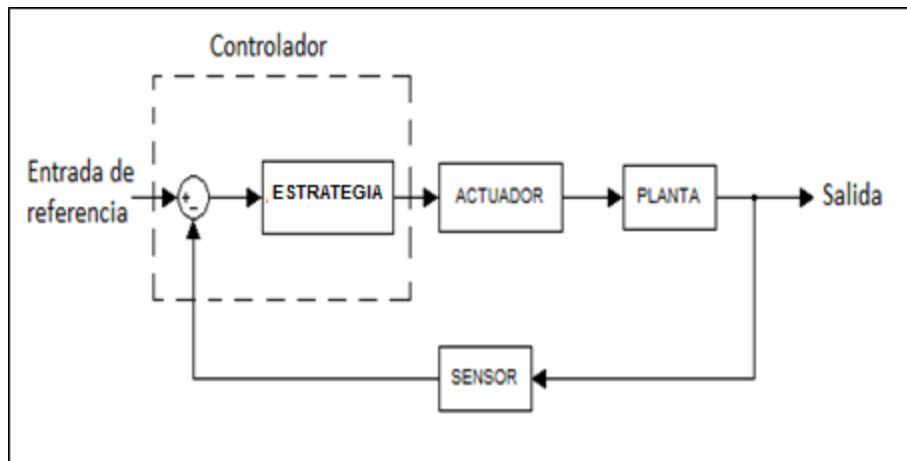 Controlador
Entrada de
referencia
+
-
ESTRATEGIA
ACTUADOR
PLANTA
Salida
SENSOR